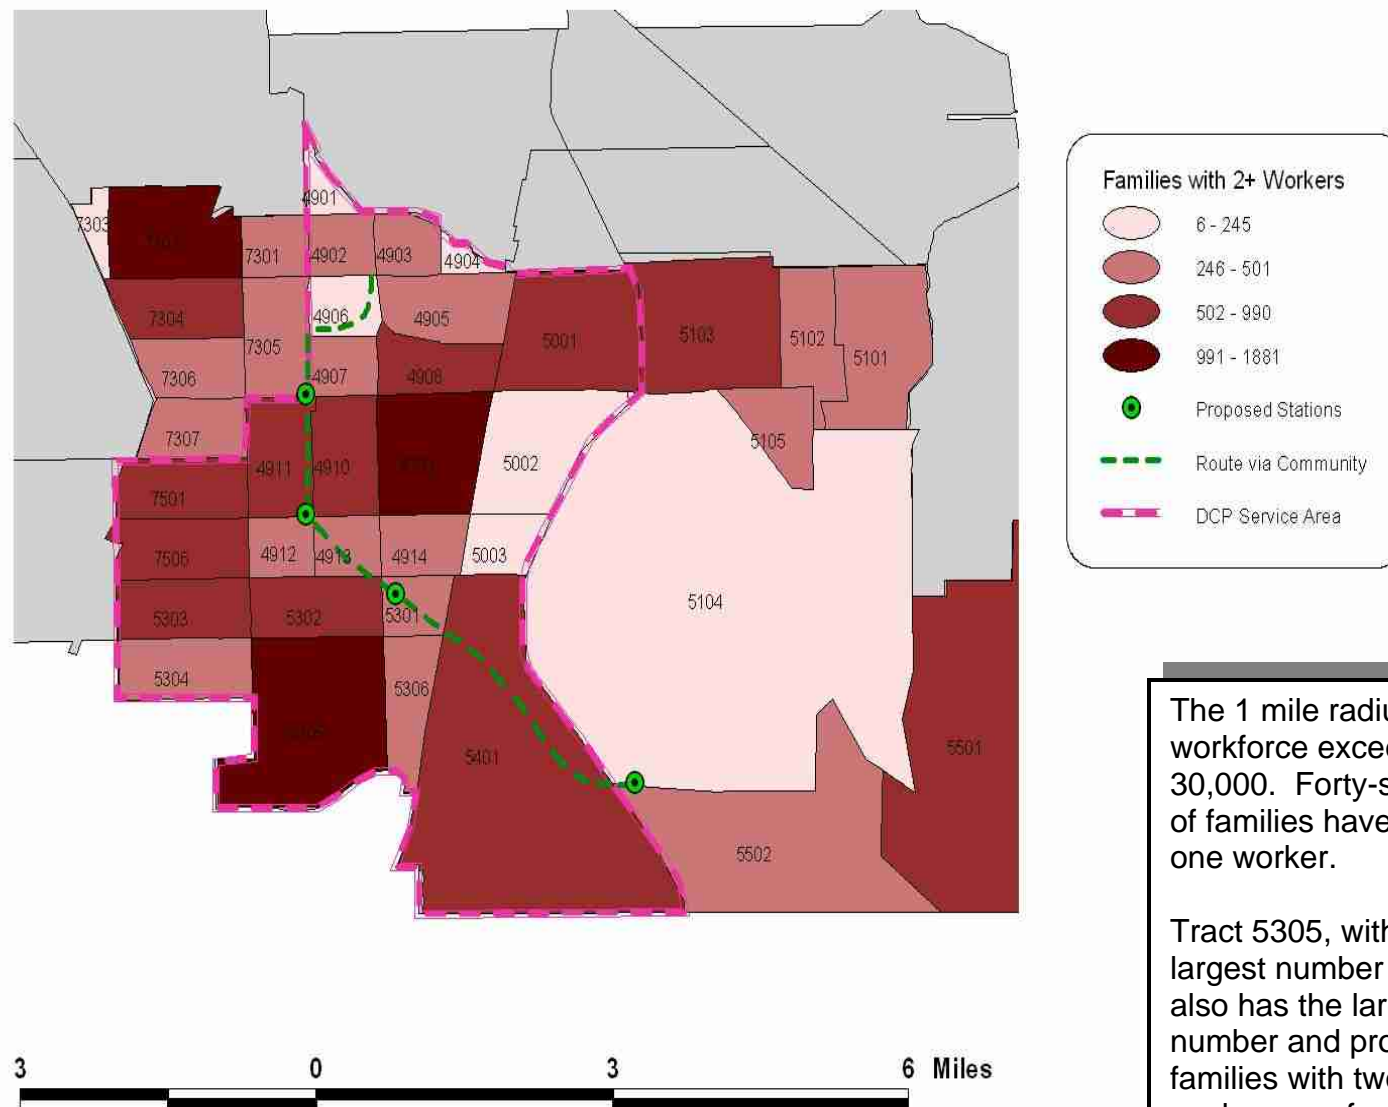 4901
7303
7301
4902
4903
4904
7304
4906
4905
7305
5001
5103
5102
5101
7306
4907
4908
7307
5105
4911
4910
5002
7501
7506
4912
4913
4914
5003
5104
5303
5302
5301
5304
5306
5401
5501
5502
Families with 2+ Workers
6 - 245
246 - 501
502 - 990
991 - 1881
Proposed Stations
Route via Community
DCP Service Area
The 1 mile radiu
workforce excee
30,000. Forty-s
of families have
one worker.
Tract 5305, with
largest number
also has the lar
number and pro
families with two
3 0 3 6 Miles